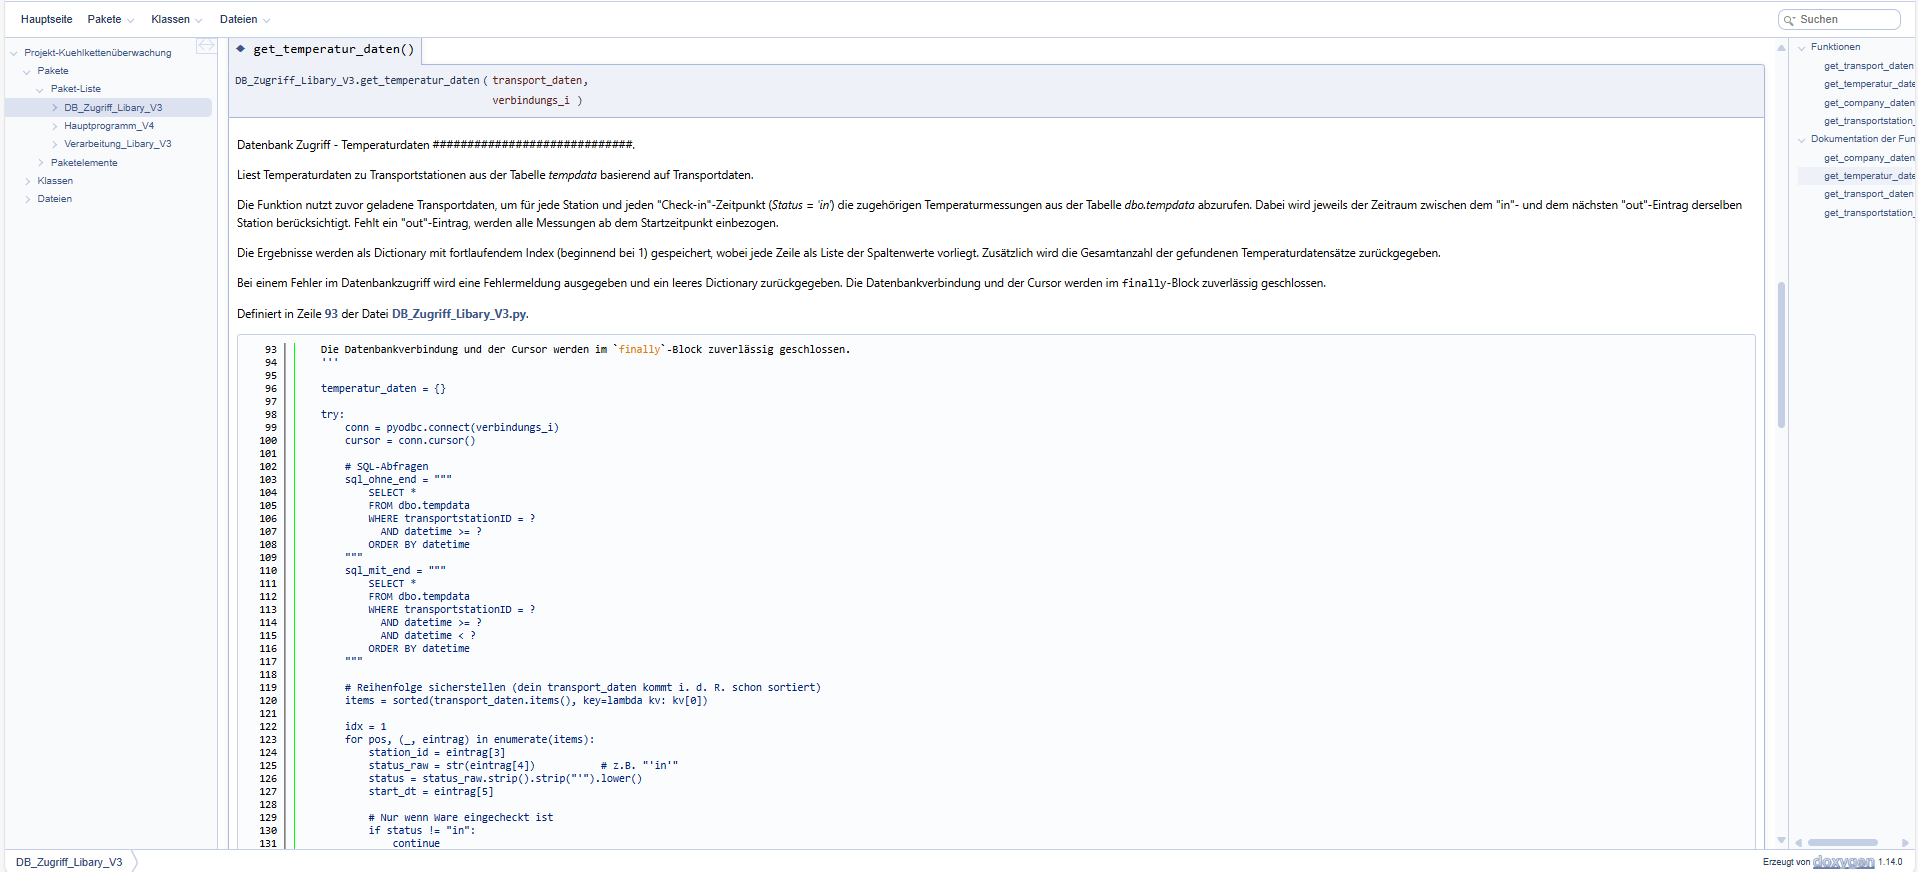 Hauptseite Pakete Klassen Dateien Suchen
Projekt-Kuehlkettenüberwachung
Pakete
Paket-Liste
DB_Zugriff_Libary_V3
Hauptprogramm_V4
Verarbeitung_Libary_V3
Paketelemente
Klassen
Dateien
◆ get_temperatur_daten()
DB_Zugriff_Libary_V3.get_temperatur_daten ( transport_daten,
verbindungs_i )
Datenbank Zugriff - Temperaturdaten #############################.
Liest Temperaturdaten zu Transportstationen aus der Tabelle tempdata basierend auf Transportdaten.
Die Funktion nutzt zuvor geladene Transportdaten, um für jede Station und jeden "Check-in"-Zeitpunkt (Status = 'in') die zugehörigen Temperaturmessungen aus der Tabelle dbo.tempdata abzurufen. Dabei wird jeweils der Zeitraum zwischen dem "in"- und dem nächsten "out"-Eintrag derselben
Station berücksichtigt. Fehlt ein "out"-Eintrag, werden alle Messungen ab dem Startzeitpunkt einbezogen.
Die Ergebnisse werden als Dictionary mit fortlaufendem Index (beginnend bei 1) gespeichert, wobei jede Zeile als Liste der Spaltenwerte vorliegt. Zusätzlich wird die Gesamtanzahl der gefundenen Temperaturdatensätze zurückgegeben.
Bei einem Fehler im Datenbankzugriff wird eine Fehlermeldung ausgegeben und ein leeres Dictionary zurückgegeben. Die Datenbankverbindung und der Cursor werden im finally-Block zuverlässig geschlossen.
Definiert in Zeile 93 der Datei DB_Zugriff_Libary_V3.py.
93 Die Datenbankverbindung und der Cursor werden im `finally`-Block zuverlässig geschlossen.
94 '''
95
96 temperatur_daten = {}
97
98 try:
99 conn = pyodbc.connect(verbindungs_i)
100 cursor = conn.cursor()
101
102 # SQL-Abfragen
103 sql_ohne_end = """
104 SELECT *
105 FROM dbo.tempdata
106 WHERE transportstationID = ?
107 AND datetime >= ?
108 ORDER BY datetime
109 """
110 sql_mit_end = """
111 SELECT *
112 FROM dbo.tempdata
113 WHERE transportstationID = ?
114 AND datetime >= ?
115 AND datetime < ?
116 ORDER BY datetime
117 """
118
119 # Reihenfolge sicherstellen (dein transport_daten kommt i. d. R. schon sortiert)
120 items = sorted(transport_daten.items(), key=lambda kv: kv[0])
121
122 idx = 1
123 for pos, (_, eintrag) in enumerate(items):
124 station_id = eintrag[3]
125 status_raw = str(eintrag[4]) # z.B. "'in'"
126 status = status_raw.strip().strip("'").lower()
127 start_dt = eintrag[5]
128
129 # Nur wenn Ware eingecheckt ist
130 if status != "in":
131 continue
Funktionen
get_transport_daten
get_temperatur_date
get_company_daten
get_transportstation_
Dokumentation der Fun
get_company_daten
get_temperatur_date
get_transport_daten
get_transportstation_
DB_Zugriff_Libary_V3
Erzeugt von doxygen 1.14.0